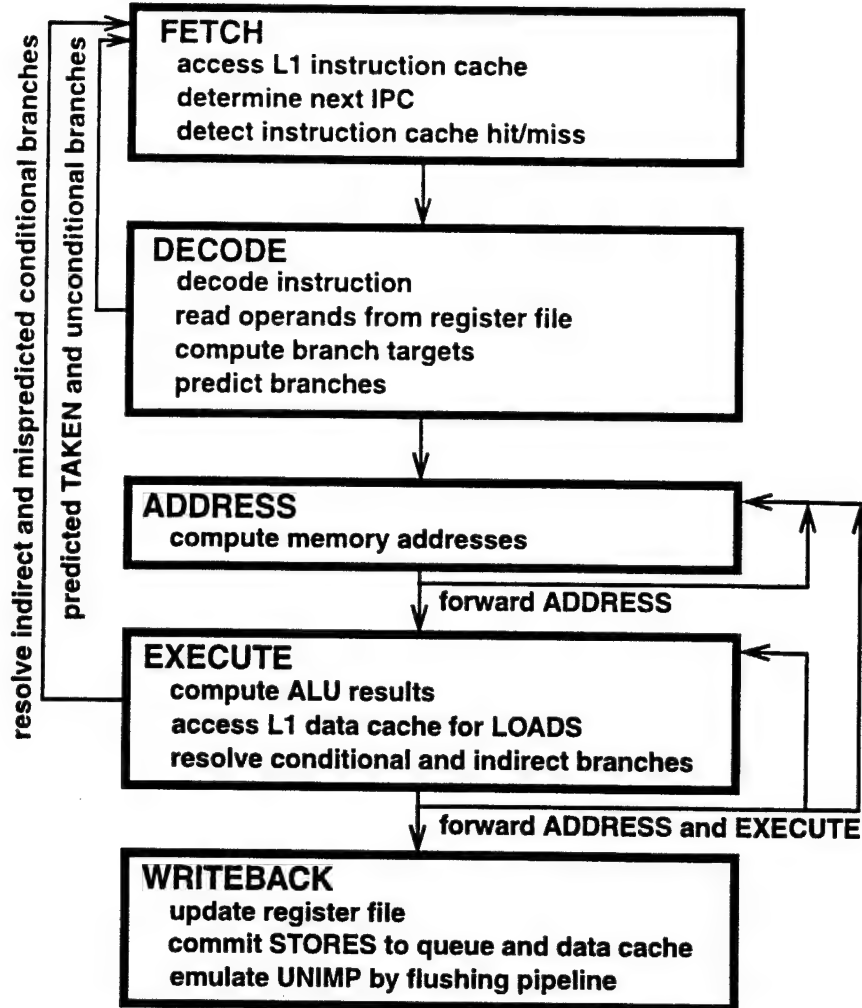 FETCH
access L1 instruction cache
determine next IPC
detect instruction cache hit/miss
resolve indirect and mispredicted conditional branches
predicted TAKEN and unconditional branches
DECODE
decode instruction
read operands from register file
compute branch targets
predict branches
ADDRESS
compute memory addresses
forward ADDRESS
EXECUTE
compute ALU results
access L1 data cache for LOADS
resolve conditional and indirect branches
forward ADDRESS and EXECUTE
WRITEBACK
update register file
commit STORES to queue and data cache
emulate UNIMP by flushing pipeline